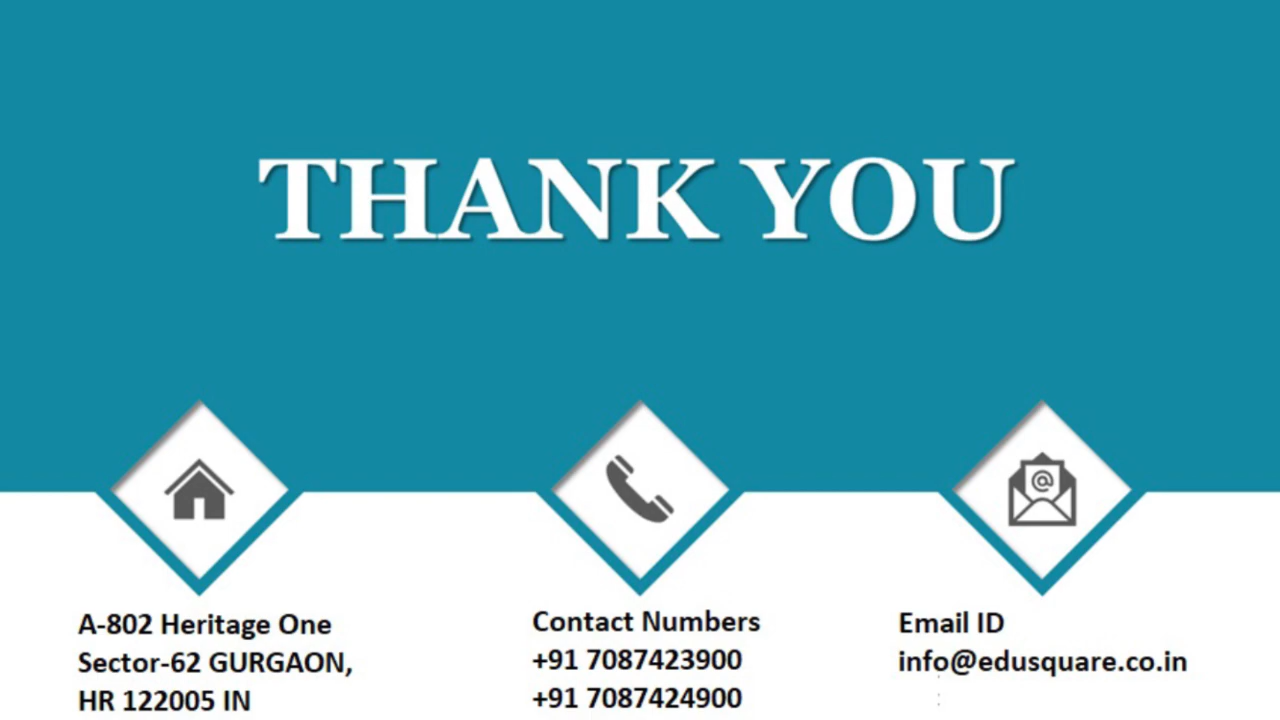 THANK YOU
A-802 Heritage One
Sector-62 GURGAON,
HR 122005 IN
Contact Numbers
+91 7087423900
+91 7087424900
Email ID
info@edusquare.co.in